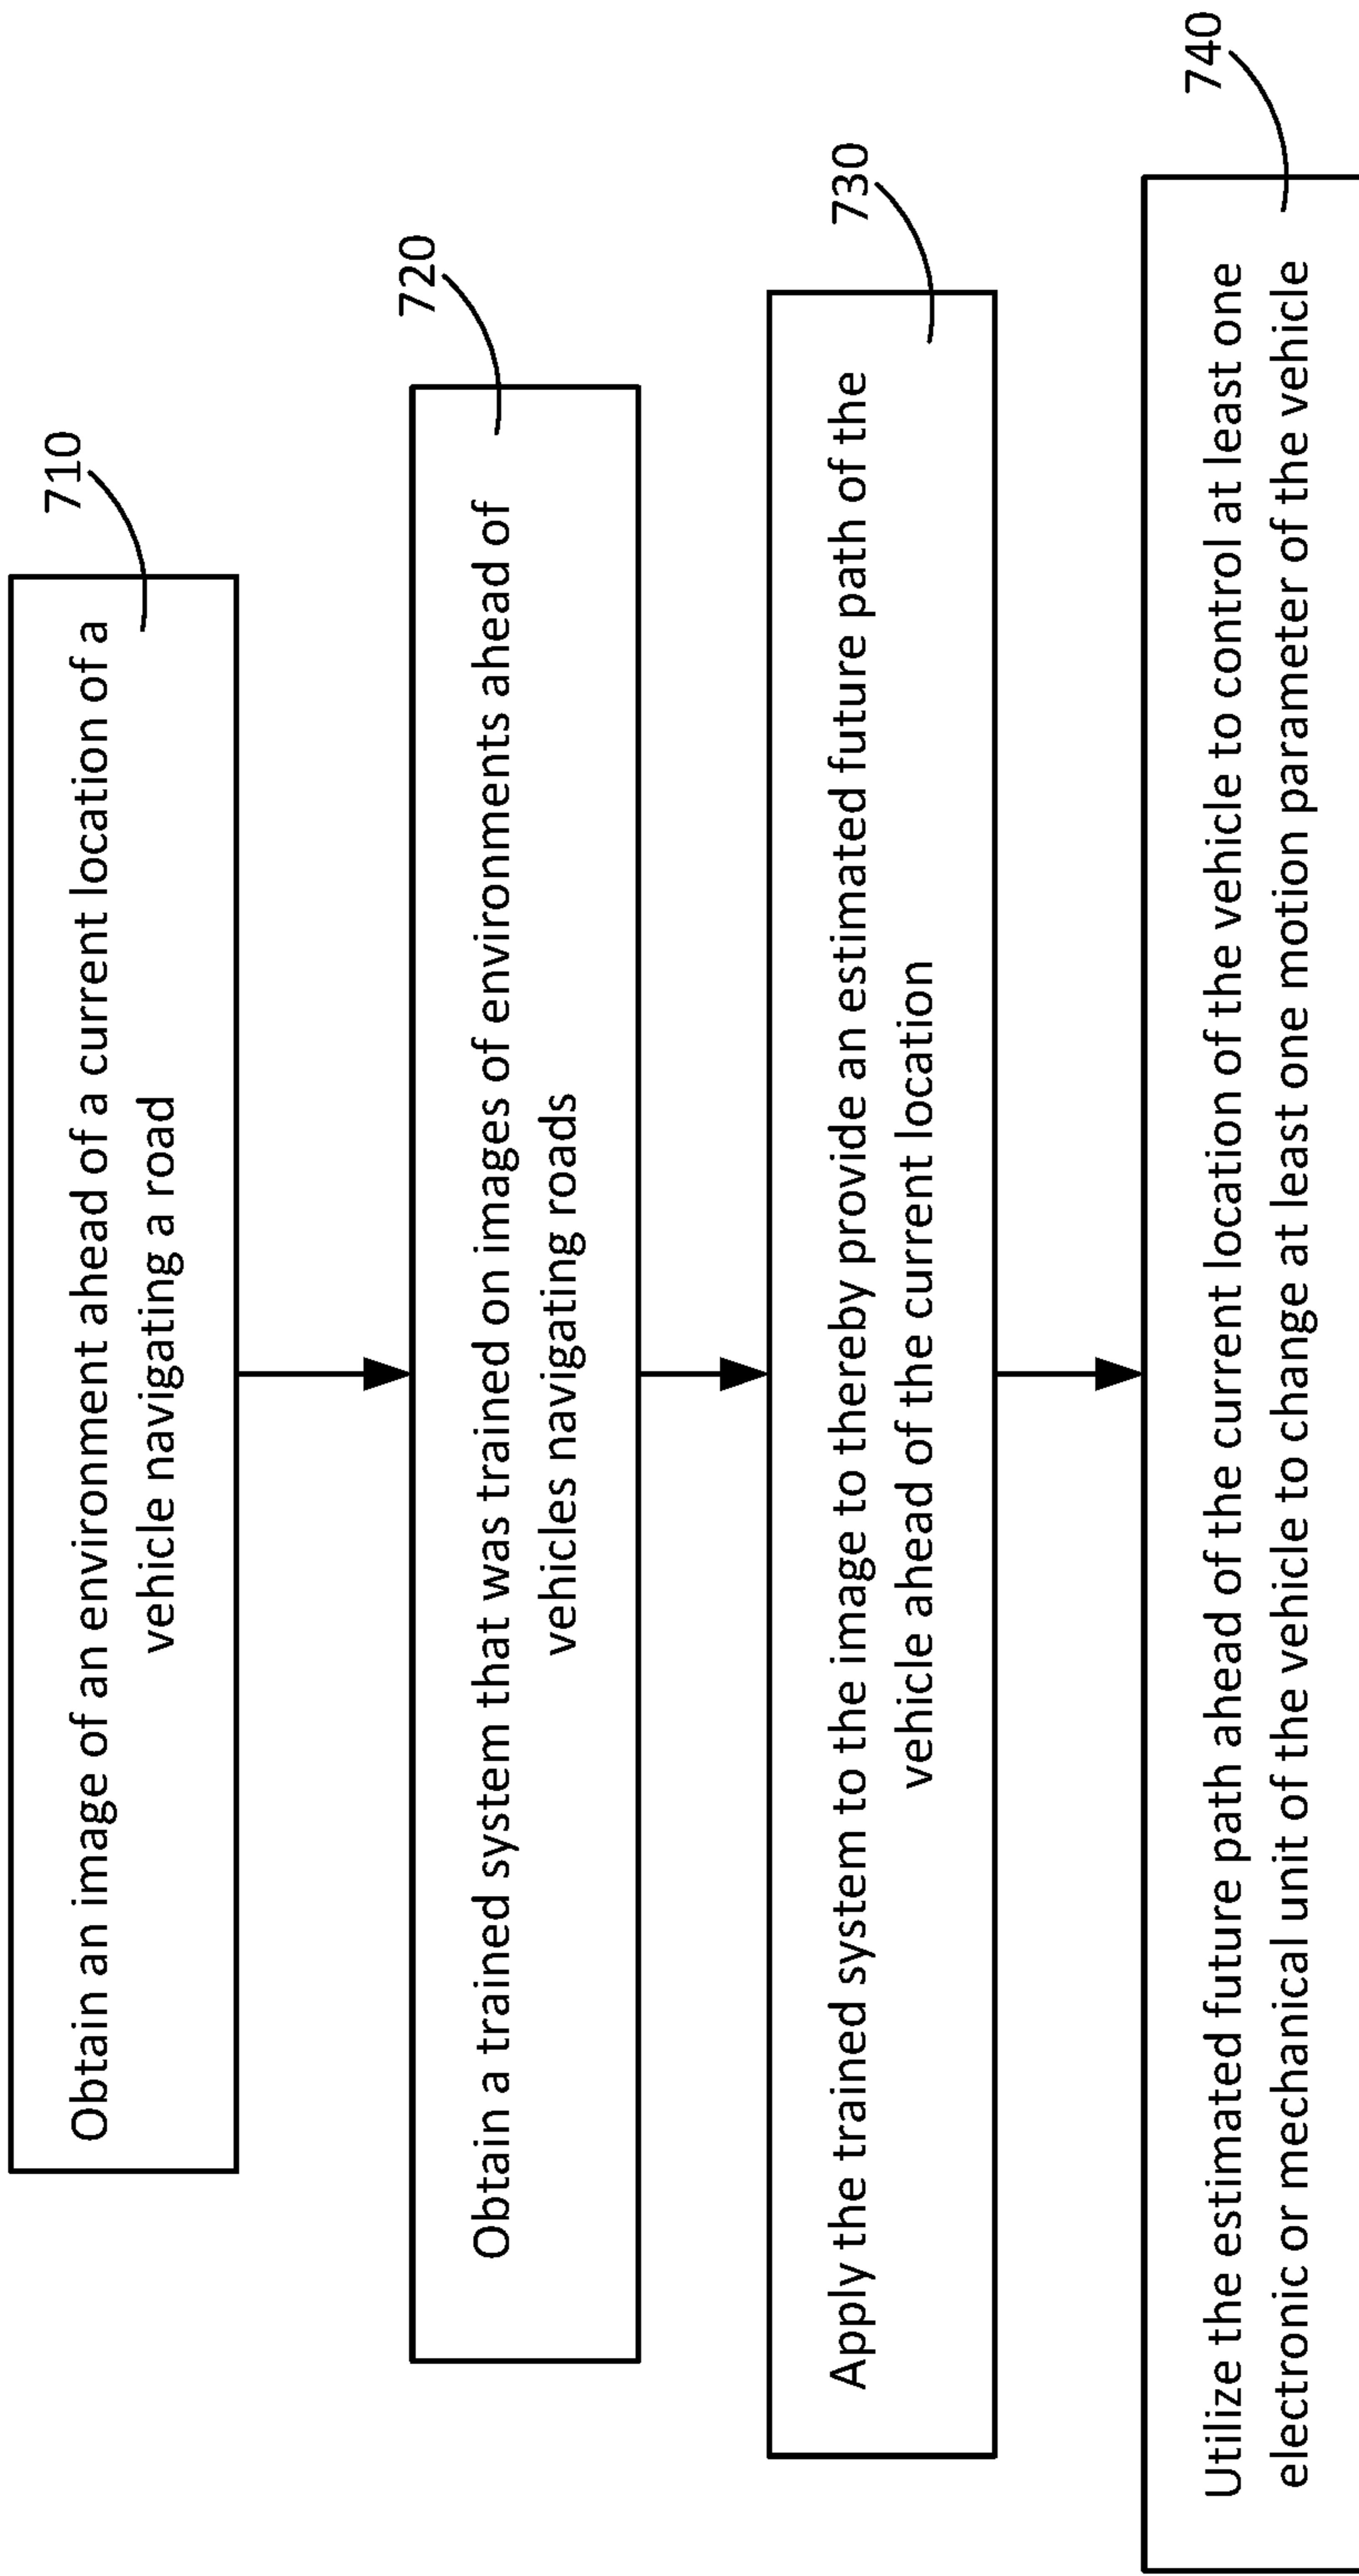 710
Obtain an image of an environment ahead of a current location of a
vehicle navigating a road
720
Obtain a trained system that was trained on images of environments ahead of
vehicles navigating roads
730
Apply the trained system to the image to thereby provide an estimated future path of the
vehicle ahead of the current location
740
Utilize the estimated future path ahead of the current location of the vehicle to control at least one
electronic or mechanical unit of the vehicle to change at least one motion parameter of the vehicle